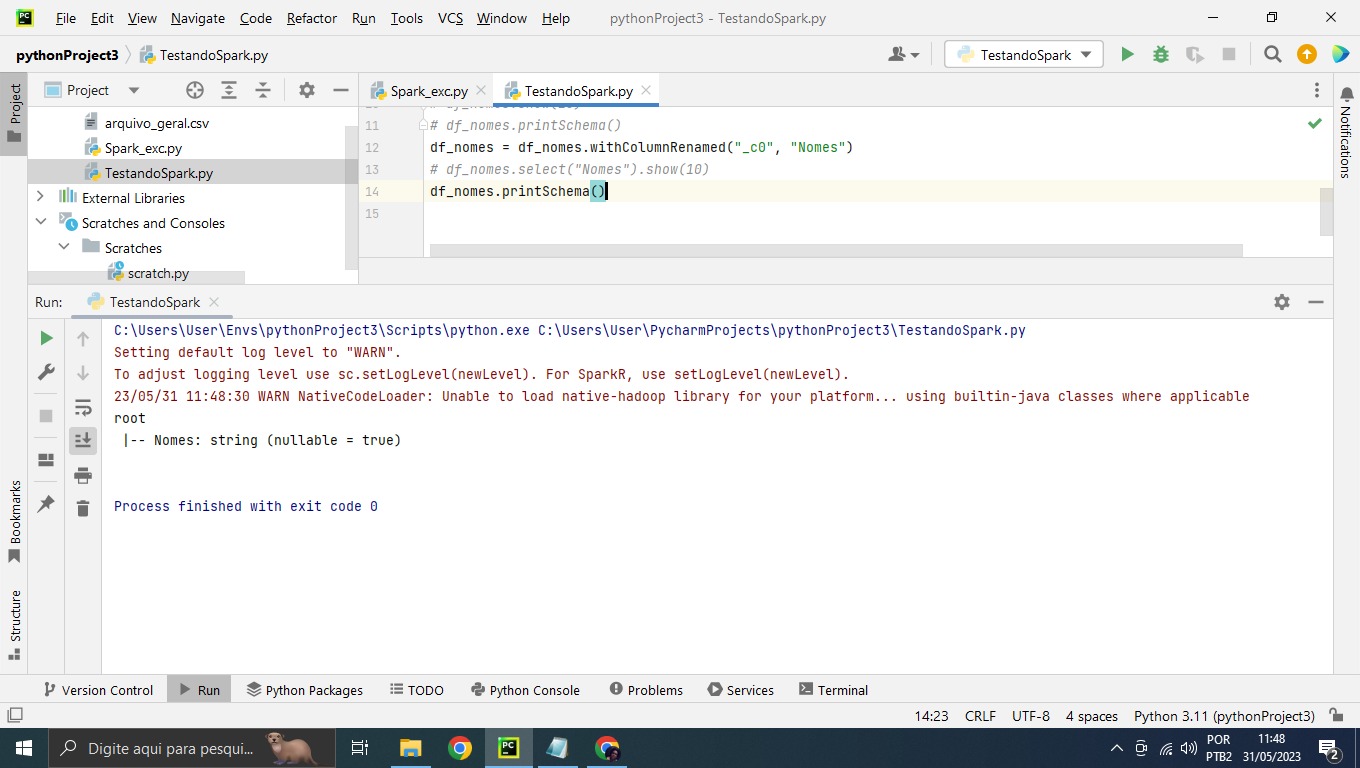 File Edit View Navigate Code Refactor Run Tools VCS Window Help pythonProject3 - TestandoSpark.py
pythonProject3 TestandoSpark.py TestandoSpark
Project
Project
Spark_exc.py
TestandoSpark.py
arquivo_geral.csv
Spark_exc.py
TestandoSpark.py
External Libraries
Scratches and Consoles
Scratches
scratch.py
11 # df_nomes.printSchema()
12 df_nomes = df_nomes.withColumnRenamed("_c0", "Nomes")
13 # df_nomes.select("Nomes").show(10)
14 df_nomes.printSchema()
15
Notifications
Run: TestandoSpark
C:\Users\User\Envs\pythonProject3\Scripts\python.exe C:\Users\User\PycharmProjects\pythonProject3\TestandoSpark.py
Setting default log level to "WARN".
To adjust logging level use sc.setLogLevel(newLevel). For SparkR, use setLogLevel(newLevel).
23/05/31 11:48:30 WARN NativeCodeLoader: Unable to load native-hadoop library for your platform... using builtin-java classes where applicable
root
|-- Nomes: string (nullable = true)
Process finished with exit code 0
Bookmarks
Structure
Version Control Run Python Packages TODO Python Console Problems Services Terminal
14:23 CRLF UTF-8 4 spaces Python 3.11 (pythonProject3)
Digite aqui para pesqui...
POR
PTB2
11:48
31/05/2023
2